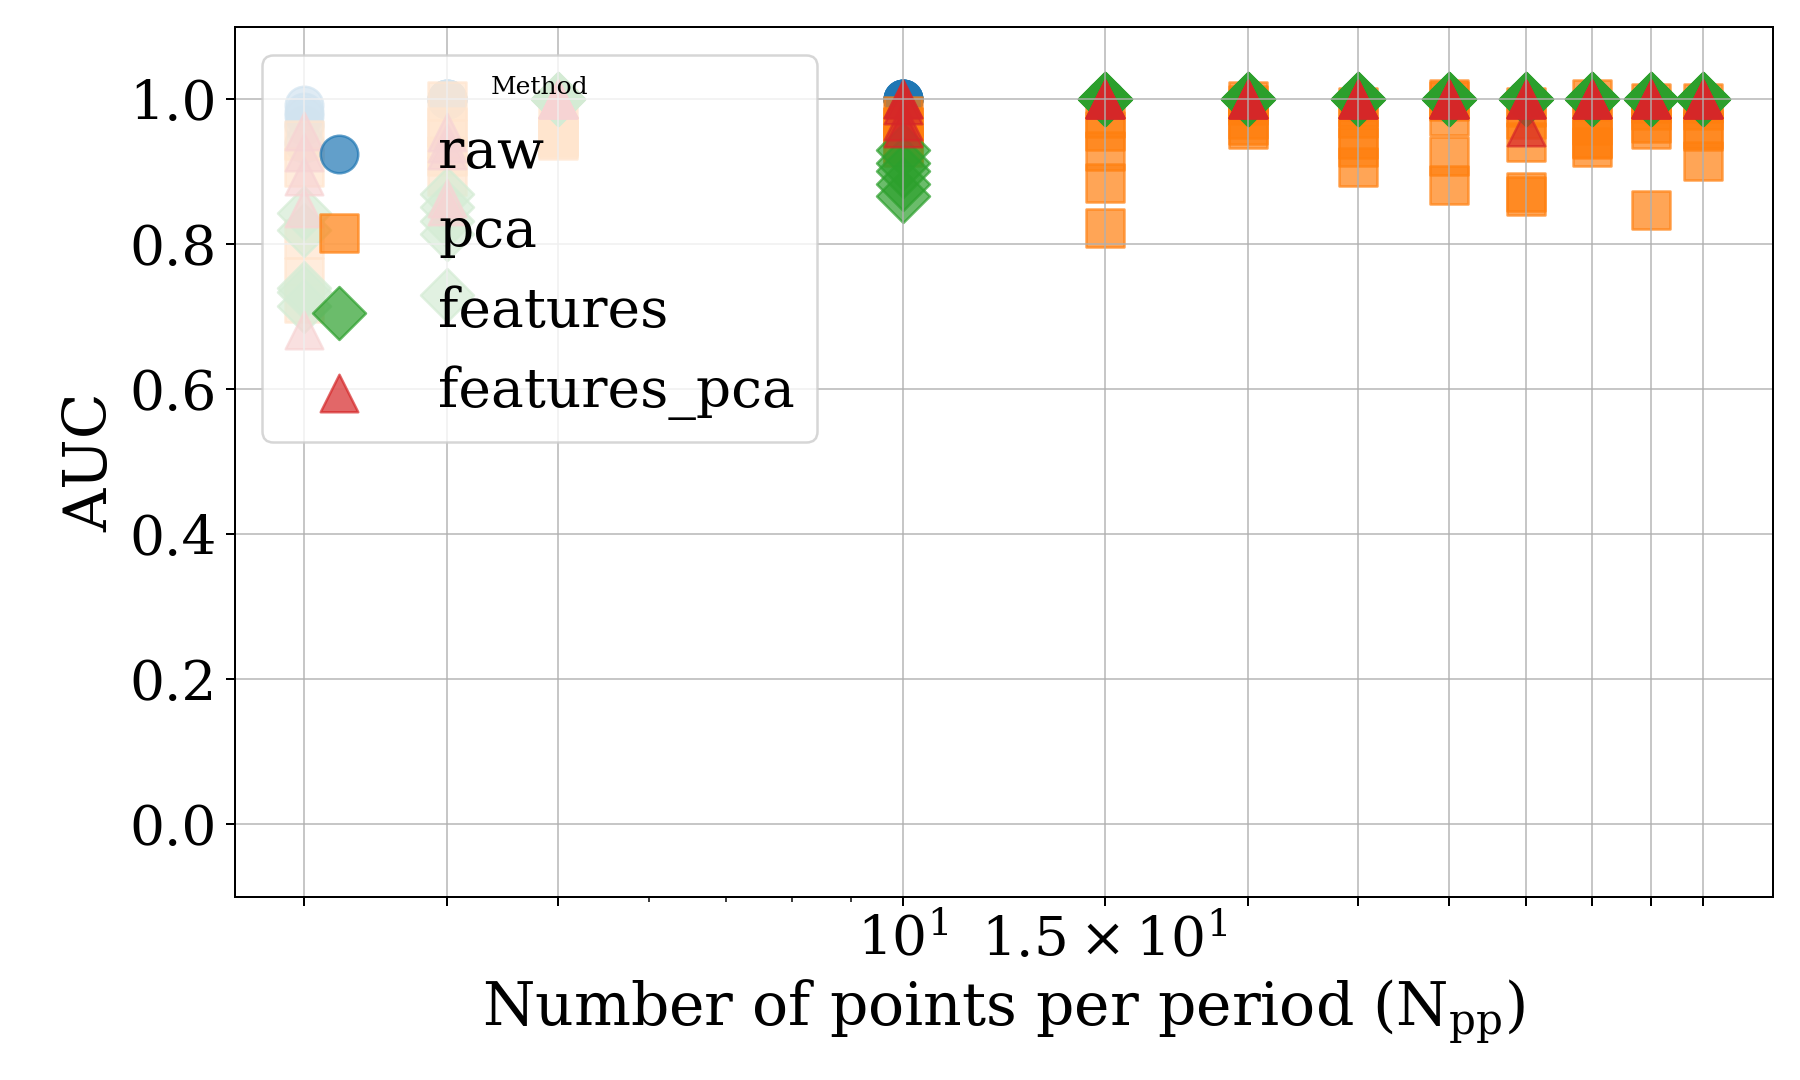 1.0
0.8
0.6
0.4
0.2
0.0
AUC
Method
raw
pca
features
features_pca
10¹
1.5 × 10¹
Number of points per period (N_pp)